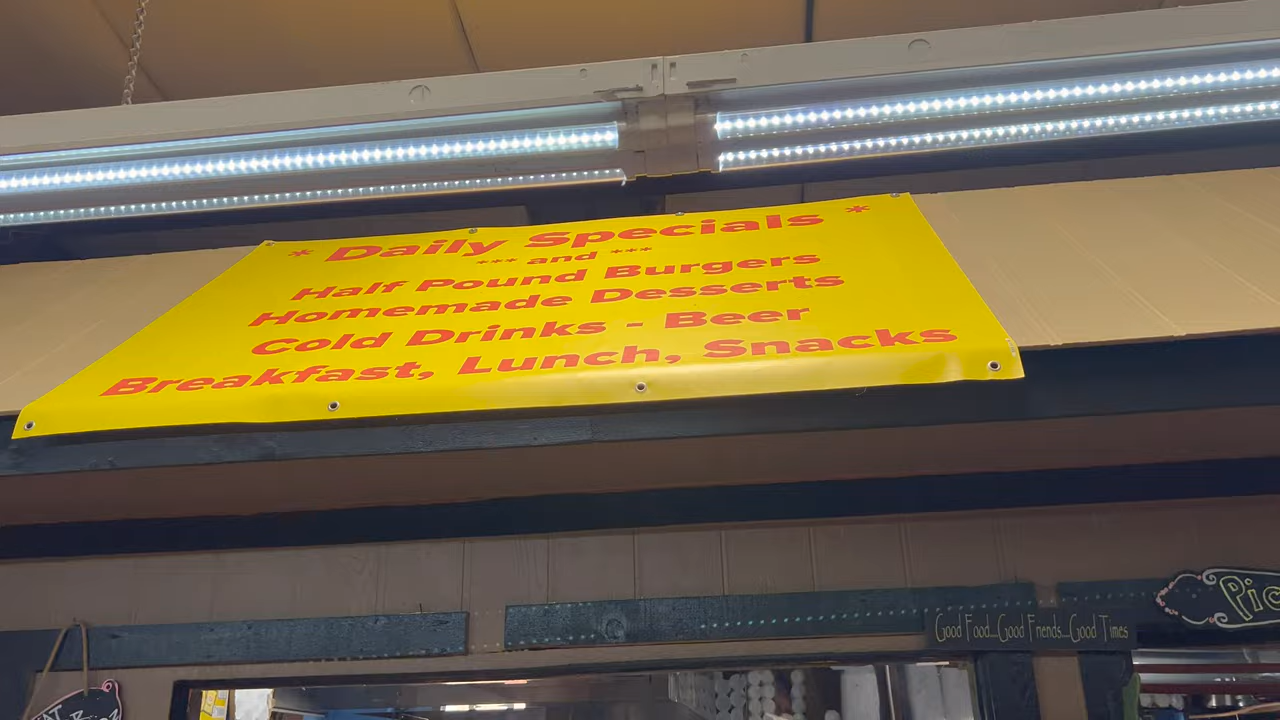 * Daily Specials *
*** and ***
Half Pound Burgers
Homemade Desserts
Cold Drinks - Beer
Breakfast, Lunch, Snacks
Good Food...Good Friends...Good Times